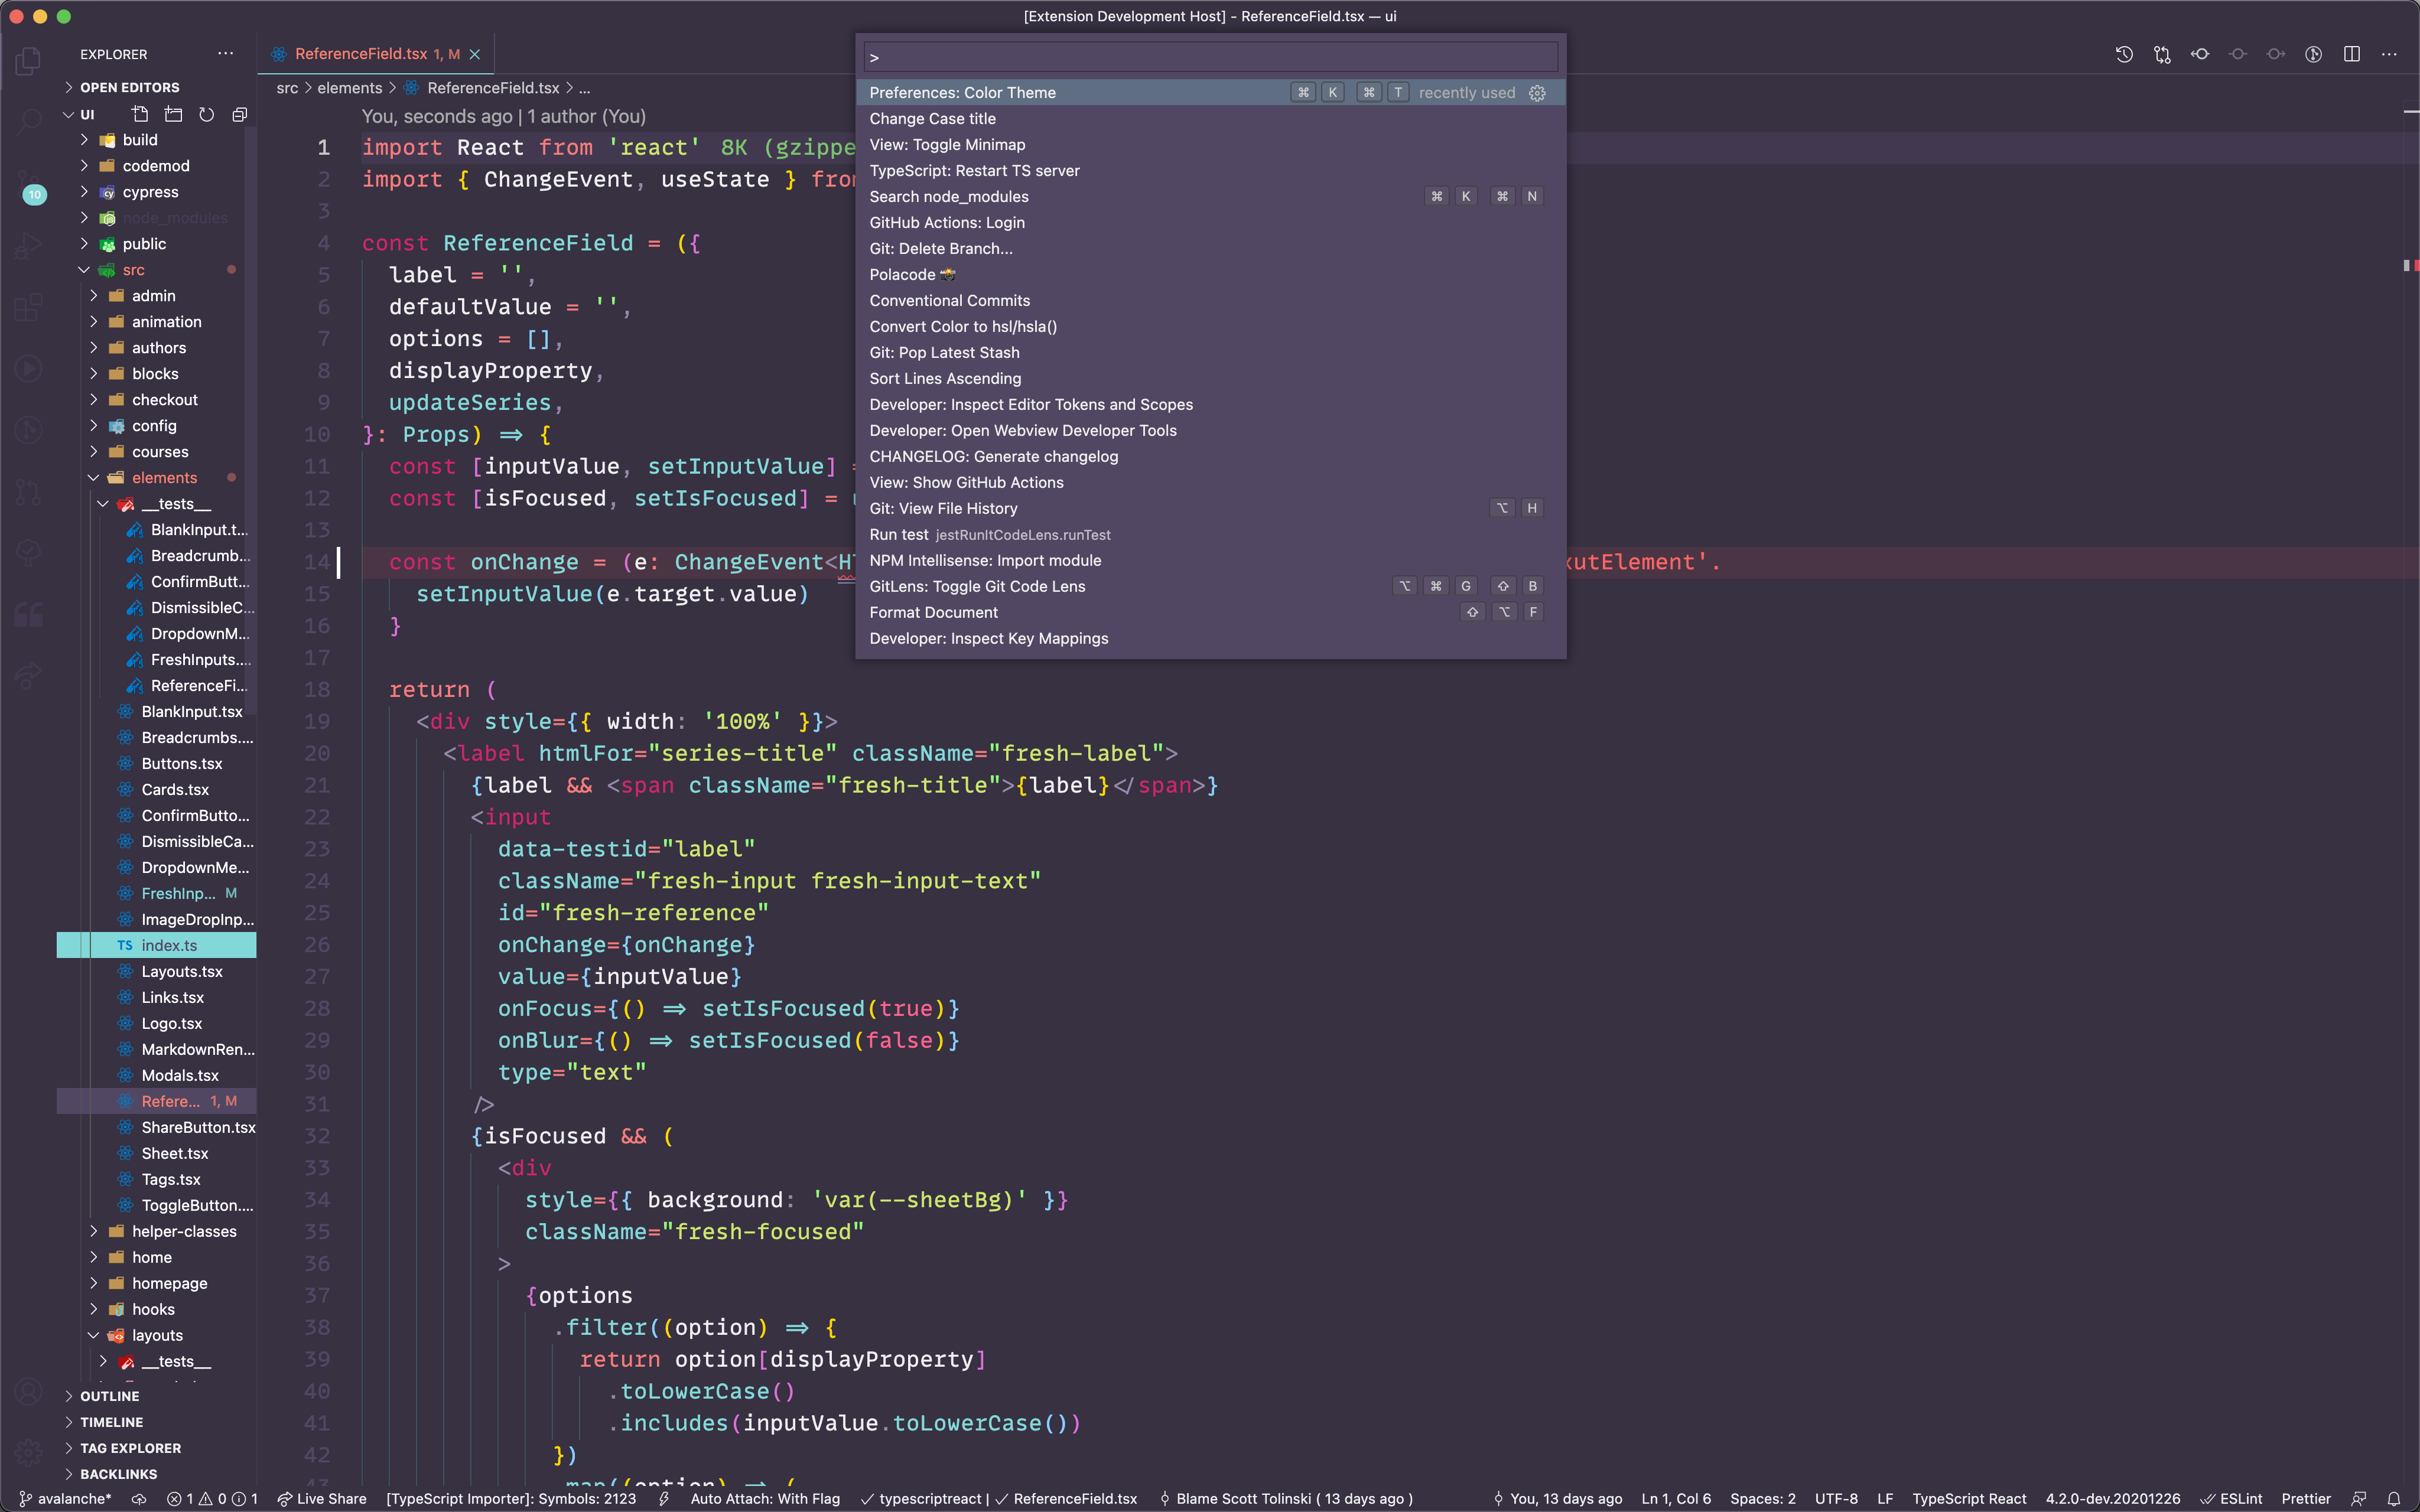 [Extension Development Host] - ReferenceField.tsx — ui
EXPLORER
ReferenceField.tsx 1, M
OPEN EDITORS
UI
build
codemod
cypress
node_modules
public
src
admin
animation
authors
blocks
checkout
config
courses
elements
__tests__
BlankInput.t...
Breadcrumb...
ConfirmButt...
DismissibleC...
DropdownM...
FreshInputs....
ReferenceFi...
BlankInput.tsx
Breadcrumbs....
Buttons.tsx
Cards.tsx
ConfirmButto...
DismissibleCa...
DropdownMe...
FreshInp... M
ImageDropInp...
TS index.ts
Layouts.tsx
Links.tsx
Logo.tsx
MarkdownRen...
Modals.tsx
Refere... 1, M
ShareButton.tsx
Sheet.tsx
Tags.tsx
ToggleButton....
helper-classes
home
homepage
hooks
layouts
__tests__
OUTLINE
TIMELINE
TAG EXPLORER
BACKLINKS
10
src > elements > ReferenceField.tsx > ...
You, seconds ago | 1 author (You)
1 import React from 'react' 8K (gzippe
2 import { ChangeEvent, useState } from
3
4 const ReferenceField = ({
5 label = '',
6 defaultValue = '',
7 options = [],
8 displayProperty,
9 updateSeries,
10 }: Props) => {
11 const [inputValue, setInputValue] =
12 const [isFocused, setIsFocused] =
13
14 const onChange = (e: ChangeEvent<H utElement'.
15 setInputValue(e.target.value)
16 }
17
18 return (
19 <div style={{ width: '100%' }}>
20 <label htmlFor="series-title" className="fresh-label">
21 {label && <span className="fresh-title">{label}</span>}
22 <input
23 data-testid="label"
24 className="fresh-input fresh-input-text"
25 id="fresh-reference"
26 onChange={onChange}
27 value={inputValue}
28 onFocus={() => setIsFocused(true)}
29 onBlur={() => setIsFocused(false)}
30 type="text"
31 />
32 {isFocused && (
33 <div
34 style={{ background: 'var(--sheetBg)' }}
35 className="fresh-focused"
36 >
37 {options
38 .filter((option) => {
39 return option[displayProperty]
40 .toLowerCase()
41 .includes(inputValue.toLowerCase())
42 })
43 .map((option) => {
>
Preferences: Color Theme ⌘ K ⌘ T recently used
Change Case title
View: Toggle Minimap
TypeScript: Restart TS server
Search node_modules ⌘ K ⌘ N
GitHub Actions: Login
Git: Delete Branch...
Polacode 📸
Conventional Commits
Convert Color to hsl/hsla()
Git: Pop Latest Stash
Sort Lines Ascending
Developer: Inspect Editor Tokens and Scopes
Developer: Open Webview Developer Tools
CHANGELOG: Generate changelog
View: Show GitHub Actions
Git: View File History ⌥ H
Run test jestRunItCodeLens.runTest
NPM Intellisense: Import module
GitLens: Toggle Git Code Lens ⌥ ⌘ G ⇧ B
Format Document ⇧ ⌥ F
Developer: Inspect Key Mappings
avalanche* 1 0 1 Live Share [TypeScript Importer]: Symbols: 2123 Auto Attach: With Flag ✓ typescriptreact | ✓ ReferenceField.tsx Blame Scott Tolinski ( 13 days ago ) You, 13 days ago Ln 1, Col 6 Spaces: 2 UTF-8 LF TypeScript React 4.2.0-dev.20201226 ESLint Prettier